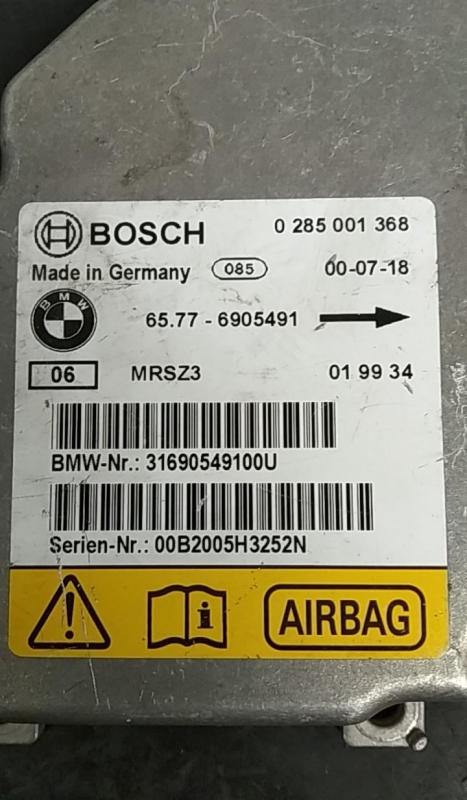 BOSCH 0 285 001 368
Made in Germany 085 00-07-18
BMW
65.77 - 6905491
06 MRSZ3 01 99 34
BMW-Nr.: 31690549100U
Serien-Nr.: 00B2005H3252N
i AIRBAG